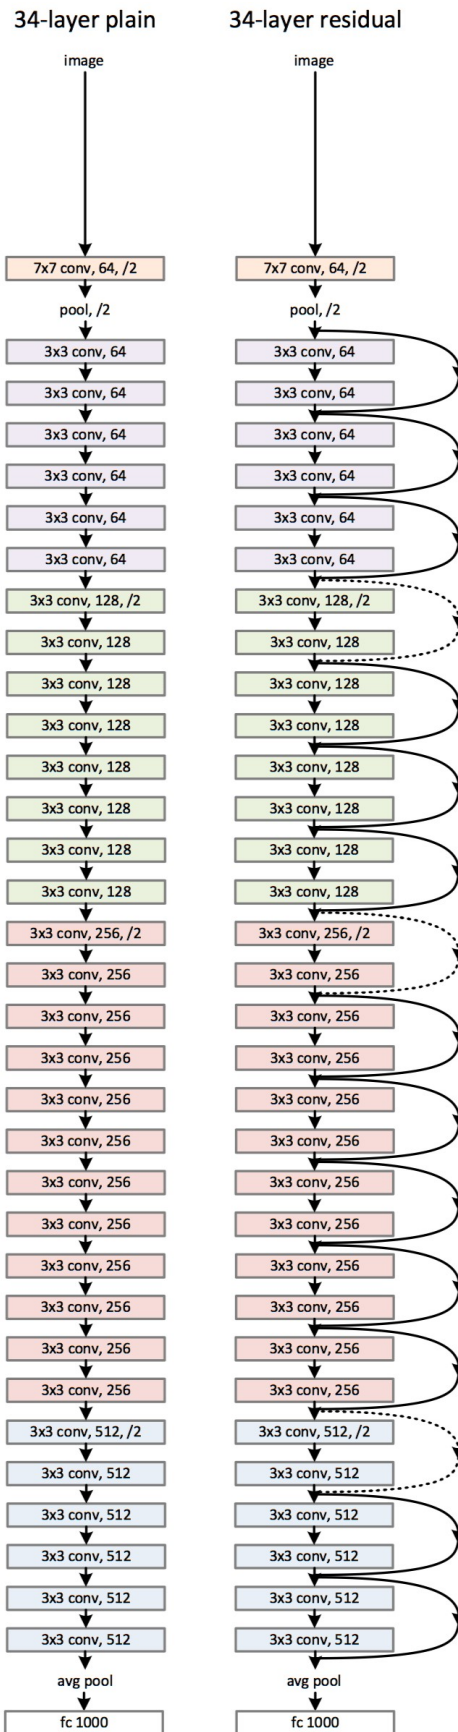 34-layer plain
image
7x7 conv, 64, /2
pool, /2
3x3 conv, 64
3x3 conv, 64
3x3 conv, 64
3x3 conv, 64
3x3 conv, 64
3x3 conv, 64
3x3 conv, 128, /2
3x3 conv, 128
3x3 conv, 128
3x3 conv, 128
3x3 conv, 128
3x3 conv, 128
3x3 conv, 128
3x3 conv, 128
3x3 conv, 256, /2
3x3 conv, 256
3x3 conv, 256
3x3 conv, 256
3x3 conv, 256
3x3 conv, 256
3x3 conv, 256
3x3 conv, 256
3x3 conv, 256
3x3 conv, 256
3x3 conv, 256
3x3 conv, 256
3x3 conv, 512, /2
3x3 conv, 512
3x3 conv, 512
3x3 conv, 512
3x3 conv, 512
3x3 conv, 512
avg pool
fc 1000
34-layer residual
image
7x7 conv, 64, /2
pool, /2
3x3 conv, 64
3x3 conv, 64
3x3 conv, 64
3x3 conv, 64
3x3 conv, 64
3x3 conv, 64
3x3 conv, 128, /2
3x3 conv, 128
3x3 conv, 128
3x3 conv, 128
3x3 conv, 128
3x3 conv, 128
3x3 conv, 128
3x3 conv, 128
3x3 conv, 256, /2
3x3 conv, 256
3x3 conv, 256
3x3 conv, 256
3x3 conv, 256
3x3 conv, 256
3x3 conv, 256
3x3 conv, 256
3x3 conv, 256
3x3 conv, 256
3x3 conv, 256
3x3 conv, 256
3x3 conv, 512, /2
3x3 conv, 512
3x3 conv, 512
3x3 conv, 512
3x3 conv, 512
3x3 conv, 512
avg pool
fc 1000